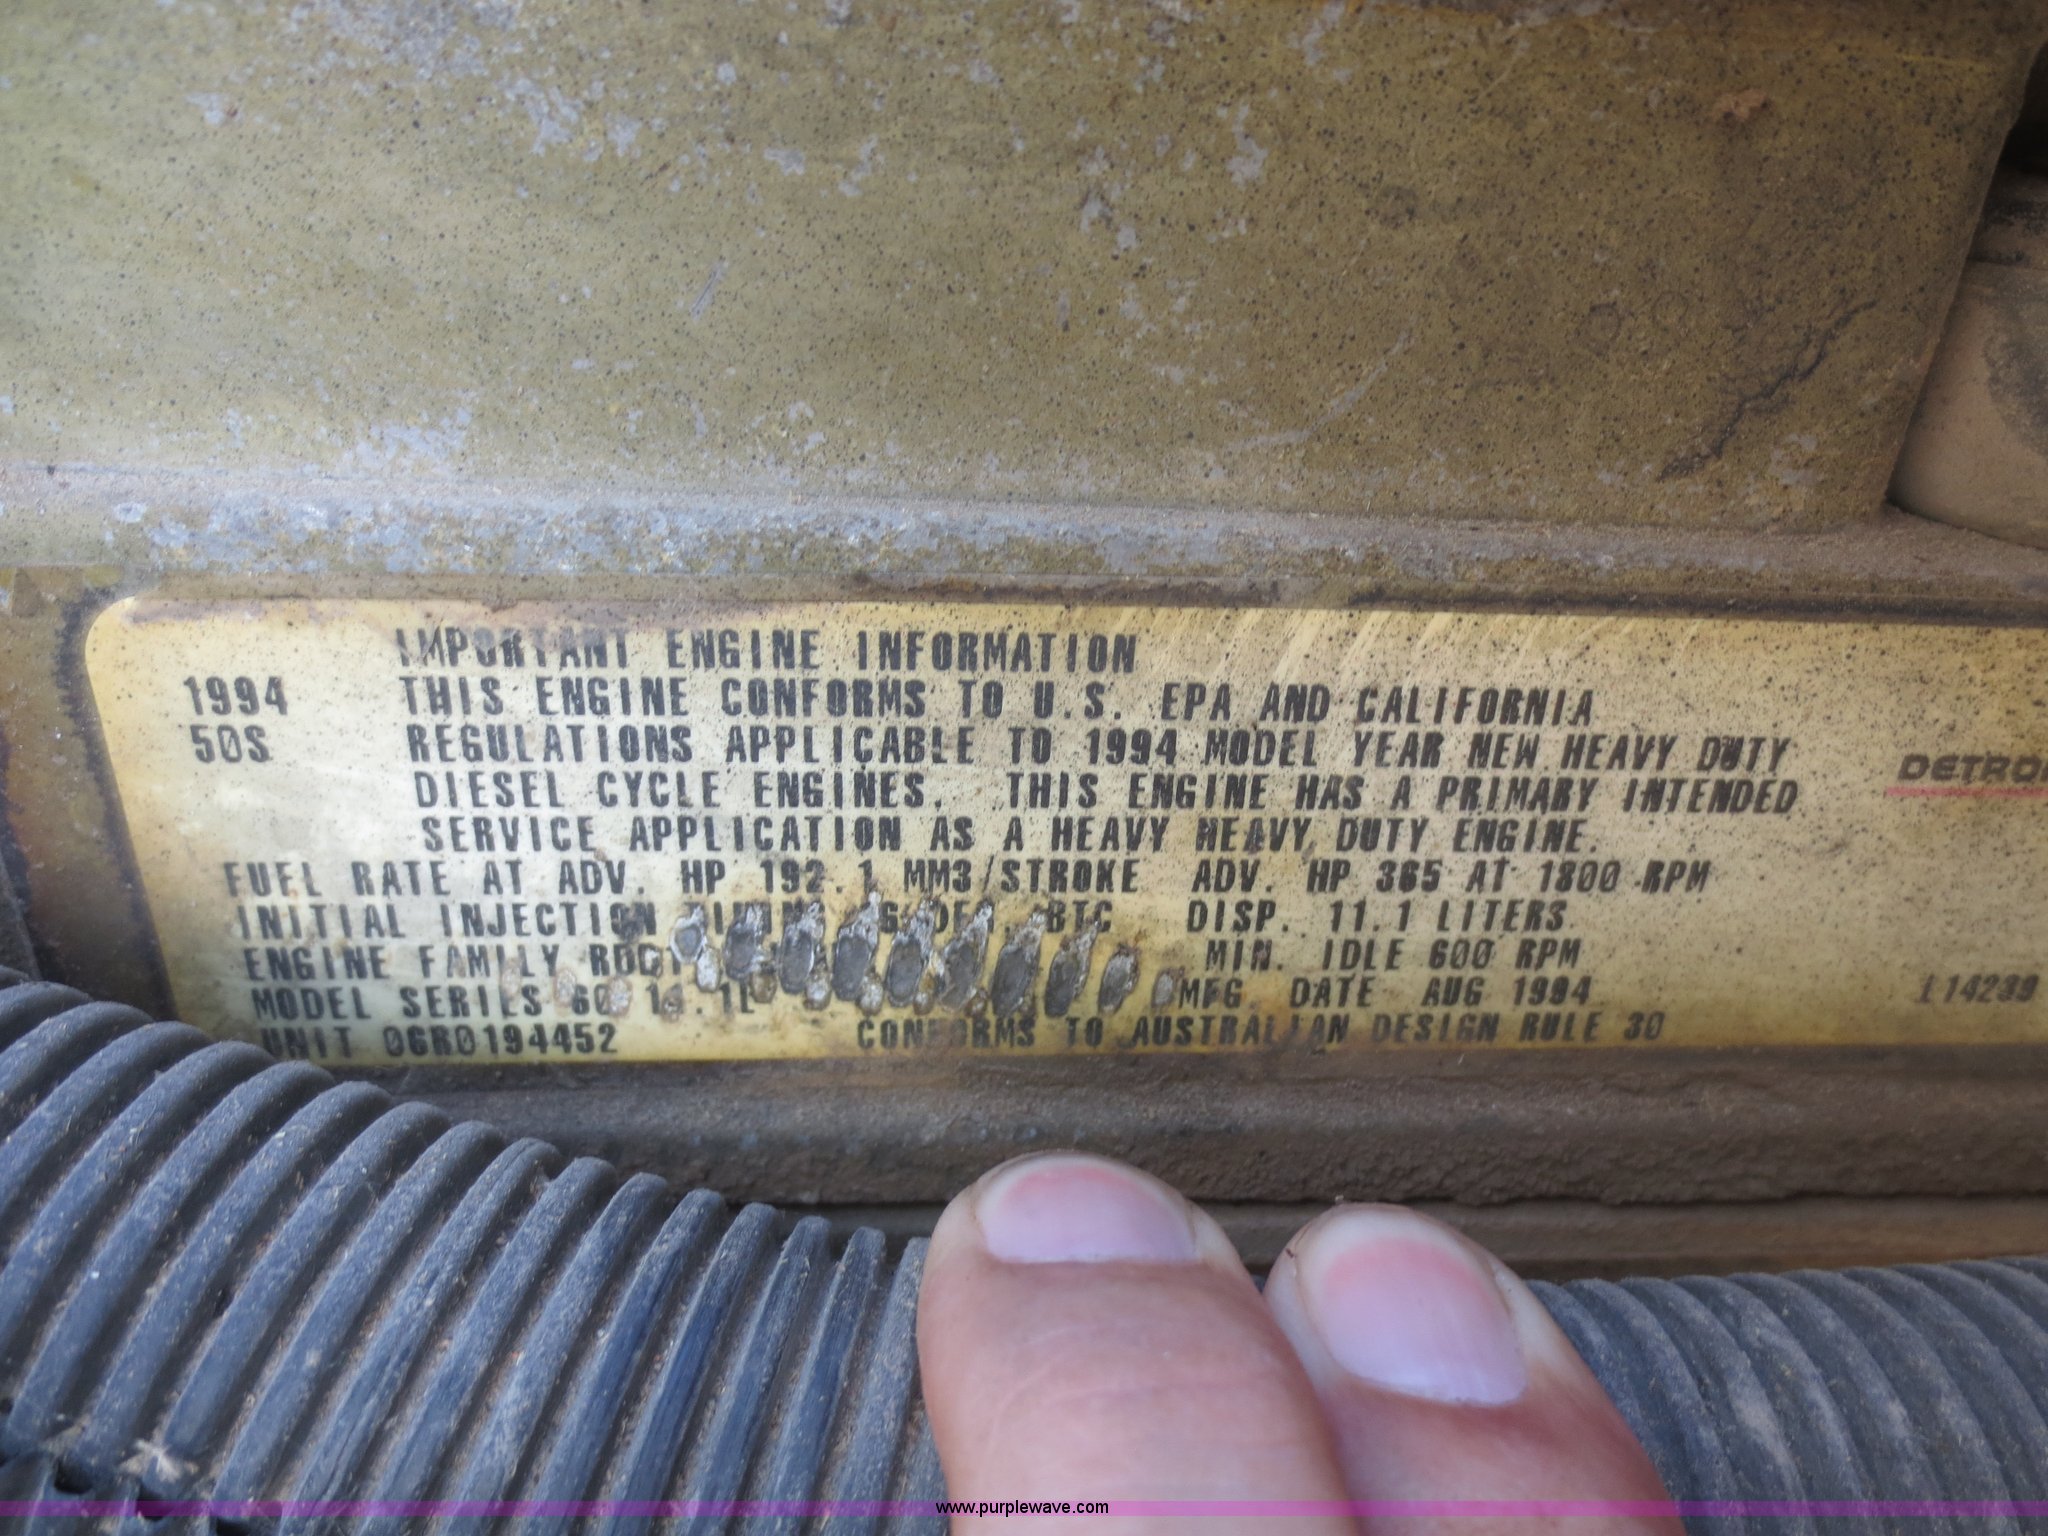 IMPORTANT ENGINE INFORMATION
1994 THIS ENGINE CONFORMS TO U.S. EPA AND CALIFORNIA
50S REGULATIONS APPLICABLE TO 1994 MODEL YEAR NEW HEAVY DUTY
DIESEL CYCLE ENGINES. THIS ENGINE HAS A PRIMARY INTENDED
SERVICE APPLICATION AS A HEAVY HEAVY DUTY ENGINE.
FUEL RATE AT ADV. HP 192.1 MM3/STROKE ADV. HP 365 AT 1800 RPM
INITIAL INJECTION BTC DISP. 11.1 LITERS
ENGINE FAMILY MIN. IDLE 600 RPM
MODEL SERIES 60 11.1L MFG. DATE AUG 1994
UNIT 06R0194452 CONFORMS TO AUSTRALIAN DESIGN RULE 30
www.purplewave.com